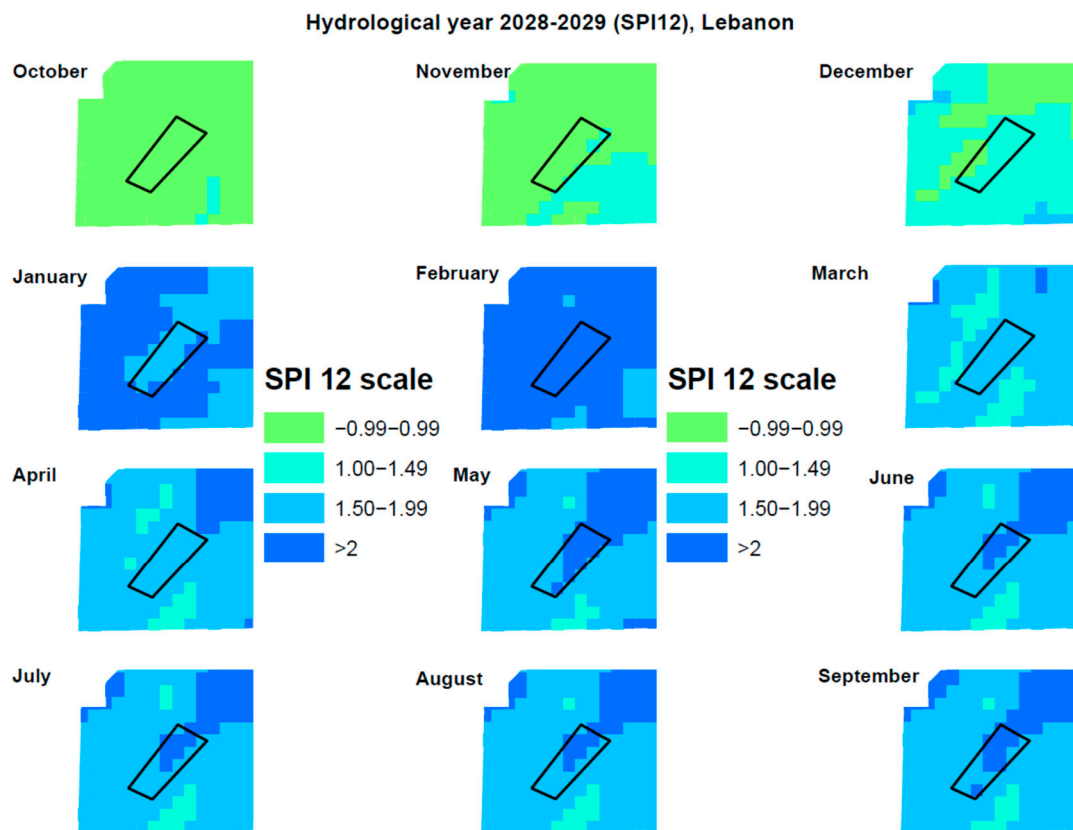 Hydrological year 2028-2029 (SPI12), Lebanon
October
November
December
January
February
March
SPI 12 scale
−0.99−0.99
1.00−1.49
1.50−1.99
>2
SPI 12 scale
−0.99−0.99
1.00−1.49
1.50−1.99
>2
April
May
June
July
August
September